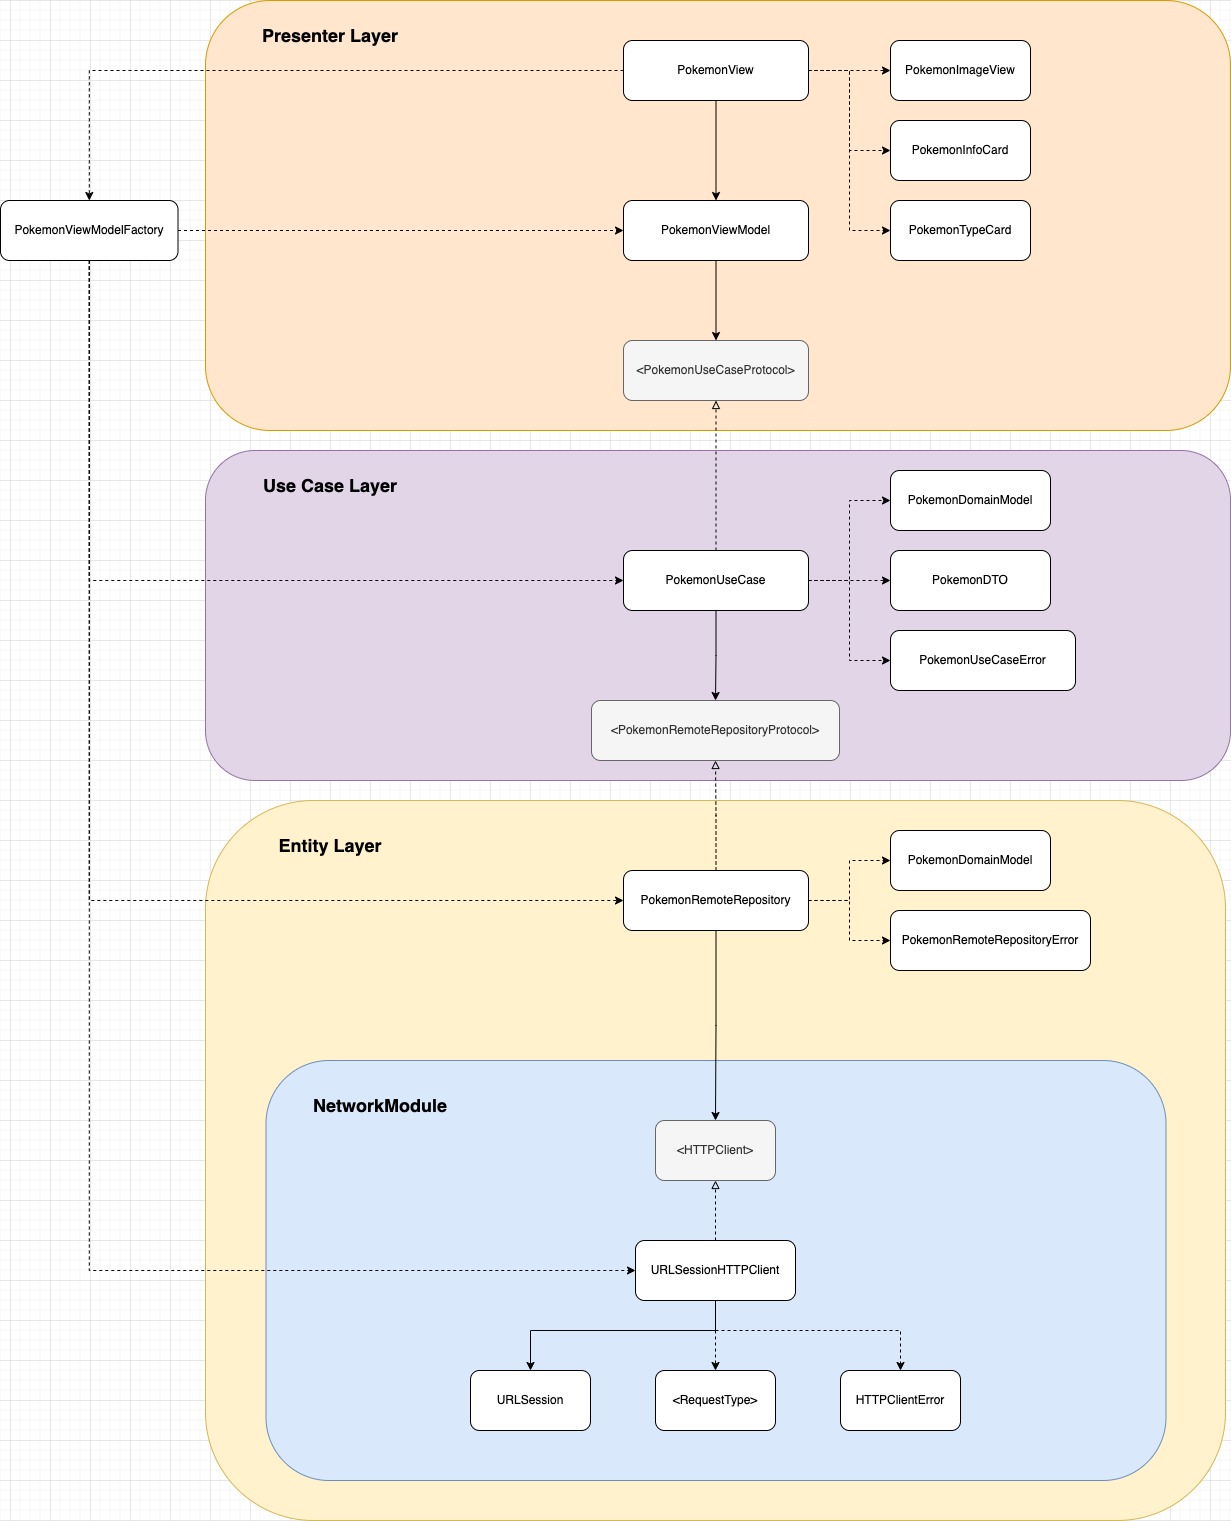 Presenter Layer
PokemonView
PokemonImageView
PokemonInfoCard
PokemonViewModelFactory
PokemonViewModel
PokemonTypeCard
<PokemonUseCaseProtocol>
Use Case Layer
PokemonDomainModel
PokemonUseCase
PokemonDTO
PokemonUseCaseError
<PokemonRemoteRepositoryProtocol>
Entity Layer
PokemonDomainModel
PokemonRemoteRepository
PokemonRemoteRepositoryError
NetworkModule
<HTTPClient>
URLSessionHTTPClient
URLSession
<RequestType>
HTTPClientError